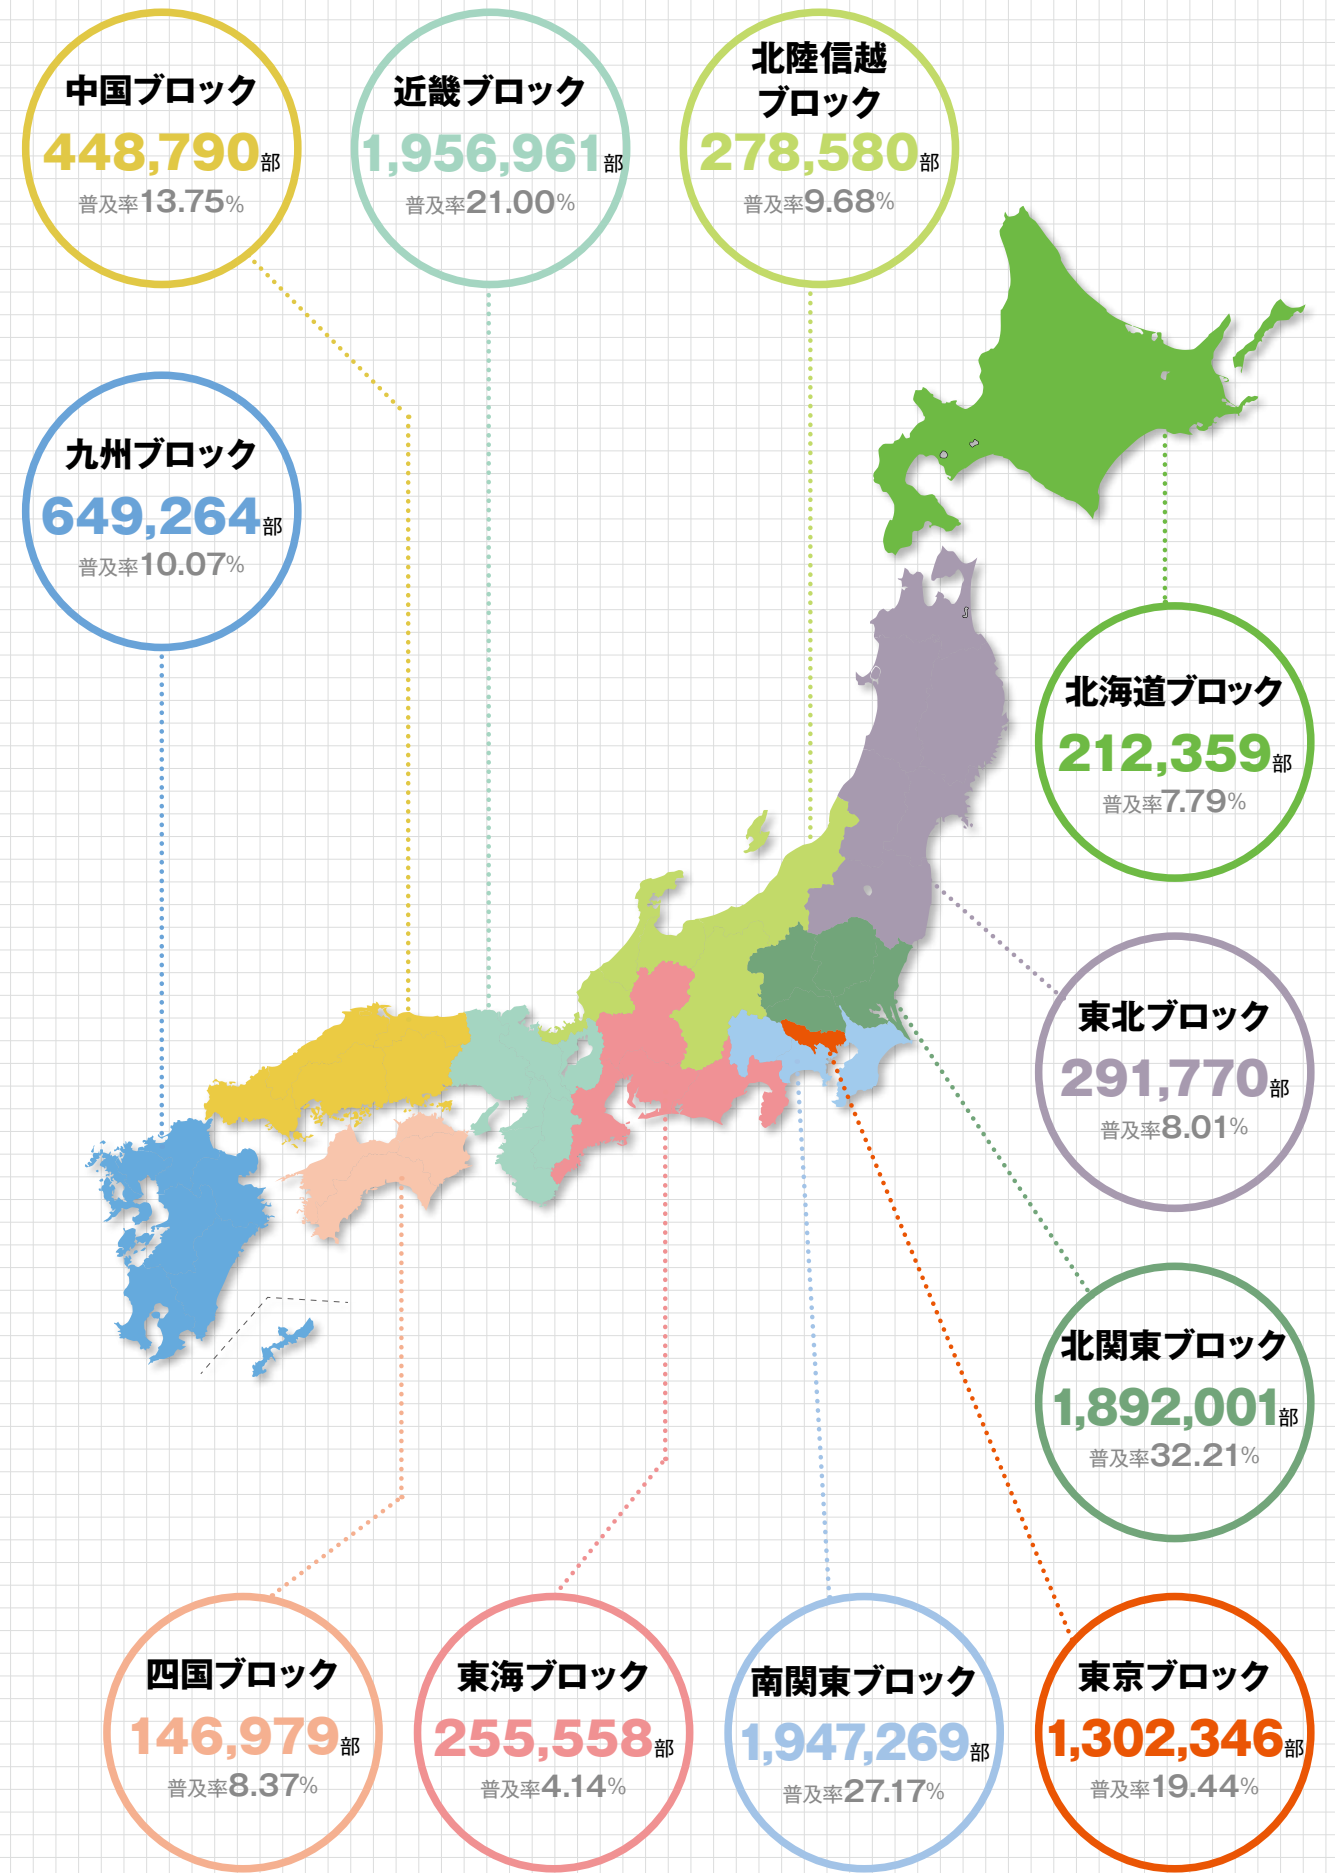 中国ブロック
448,790部
普及率13.75%
近畿ブロック
1,956,961部
普及率21.00%
北陸信越
ブロック
278,580部
普及率9.68%
九州ブロック
649,264部
普及率10.07%
北海道ブロック
212,359部
普及率7.79%
東北ブロック
291,770部
普及率8.01%
北関東ブロック
1,892,001部
普及率32.21%
四国ブロック
146,979部
普及率8.37%
東海ブロック
255,558部
普及率4.14%
南関東ブロック
1,947,269部
普及率27.17%
東京ブロック
1,302,346部
普及率19.44%